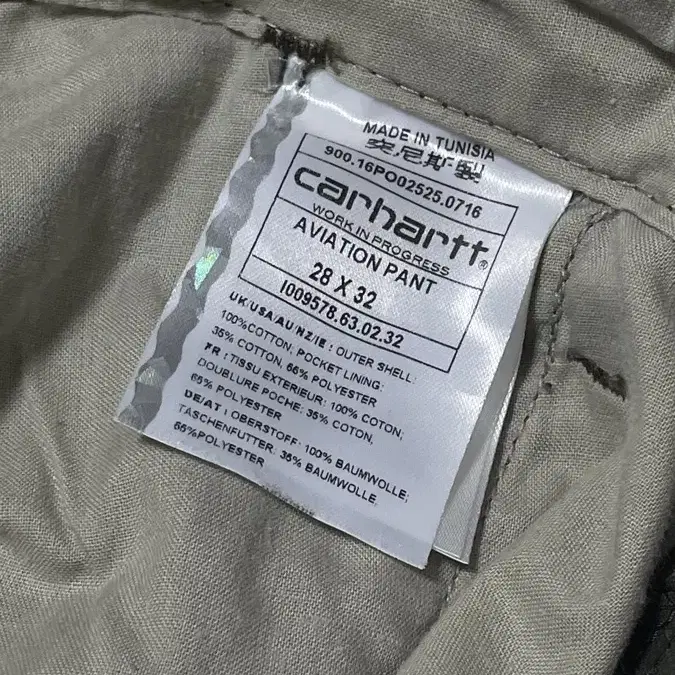 MADE IN TUNISIA
突尼斯製
900.16PO02525.0716
carhartt®
WORK IN PROGRESS
AVIATION PANT
28 X 32
I009578.63.02.32
UK/USA/AU/NZ/IE : OUTER SHELL:
100%COTTON, POCKET LINING:
35% COTTON, 65% POLYESTER
FR : TISSU EXTERIEUR: 100% COTON;
DOUBLURE POCHE: 35% COTON,
65% POLYESTER
DE/AT : OBERSTOFF: 100% BAUMWOLLE;
TASCHENFUTTER: 35% BAUMWOLLE,
65%POLYESTER